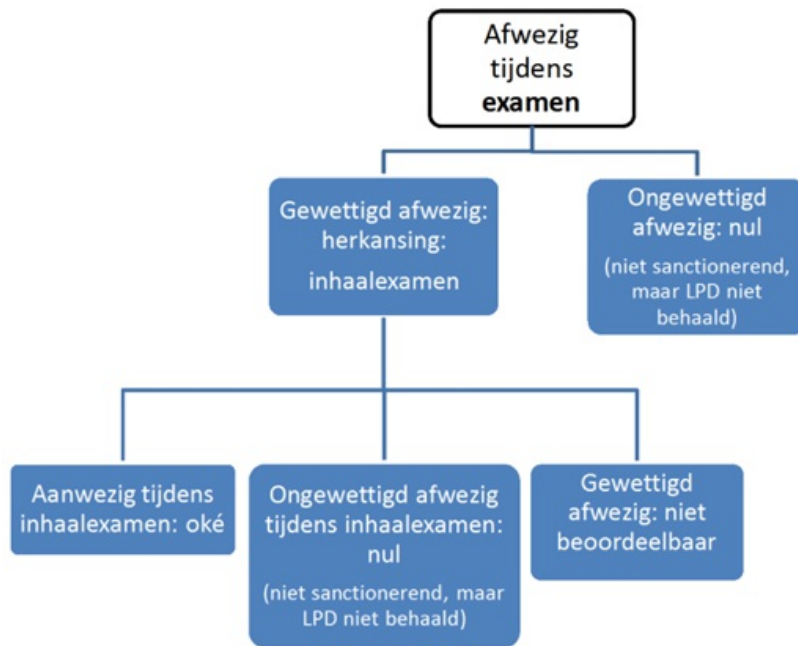 Afwezig
tijdens
examen
Gewettigd afwezig:
herkansing:
inhaalexamen
Ongewettigd
afwezig: nul
(niet sanctionerend,
maar LPD niet
behaald)
Aanwezig tijdens
inhaalexamen: oké
Ongewettigd afwezig
tijdens inhaalexamen:
nul
(niet sanctionerend, maar
LPD niet behaald)
Gewettigd
afwezig: niet
beoordeelbaar